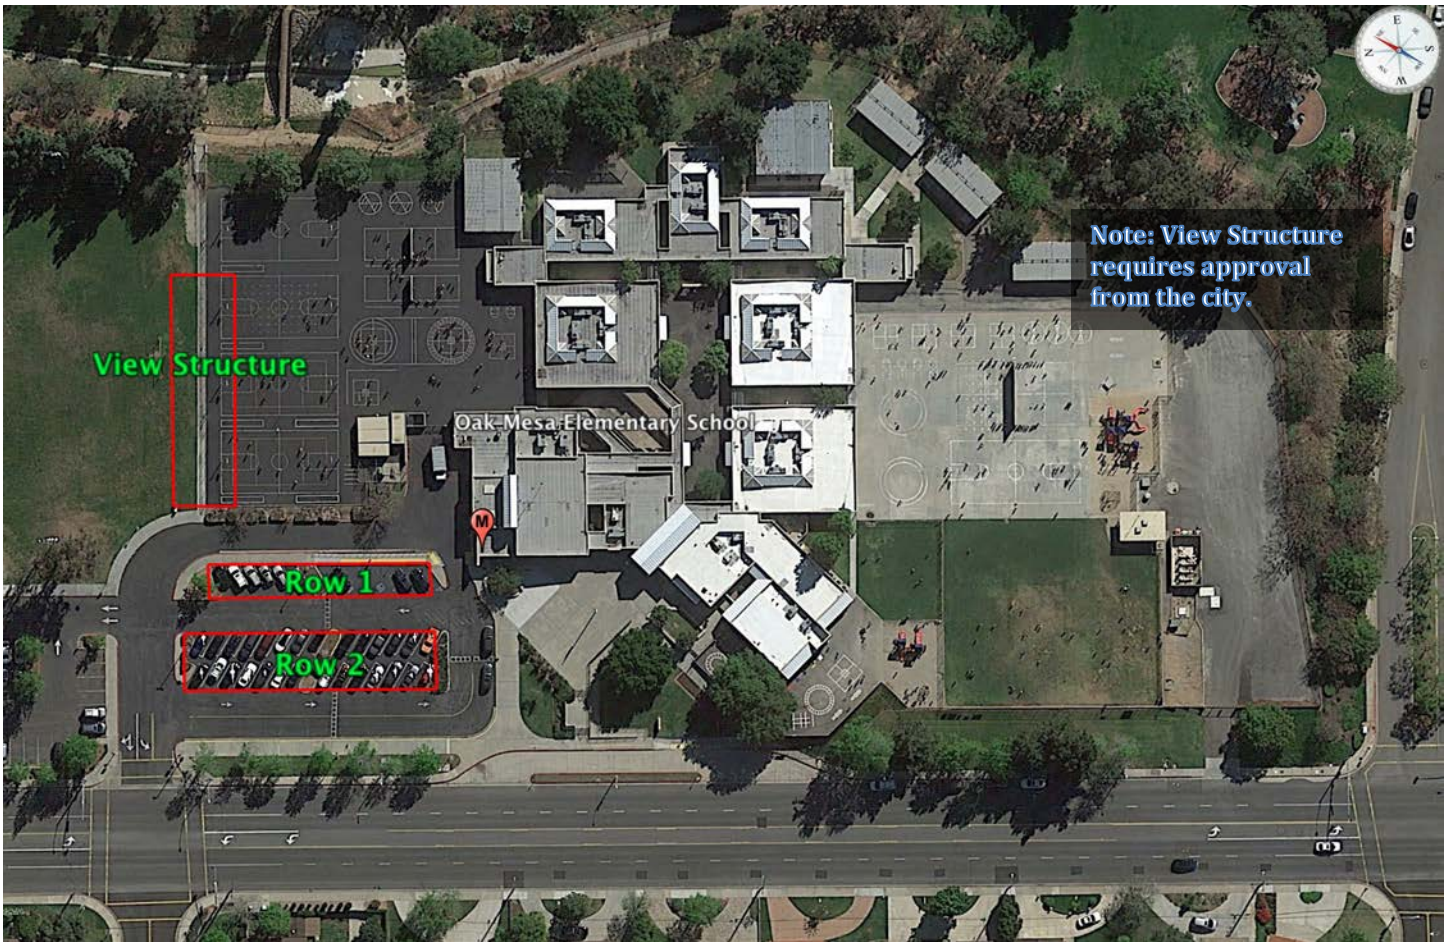 E
S
N
W
Note: View Structure
requires approval
from the city.
View Structure
Oak Mesa Elementary School
M
Row 1
Row 2